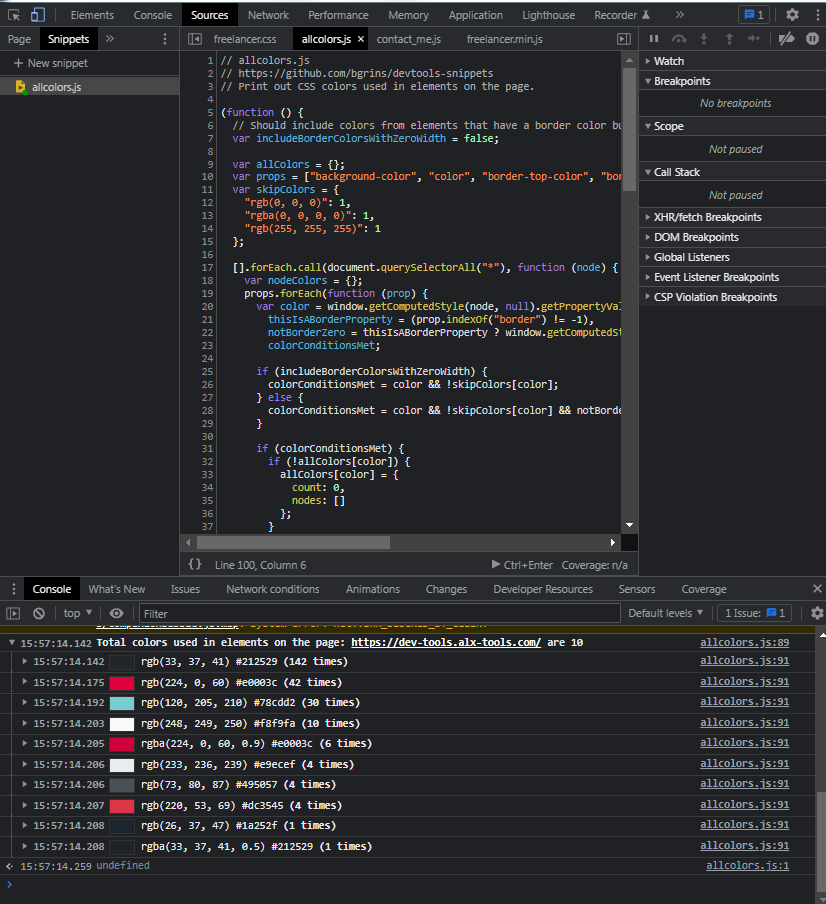 Elements Console Sources Network Performance Memory Application Lighthouse Recorder » 1
Page Snippets » freelancer.css allcolors.js × contact_me.js freelancer.min.js
+ New snippet
allcolors.js
1 // allcolors.js
2 // https://github.com/bgrins/devtools-snippets
3 // Print out CSS colors used in elements on the page.
4
5 (function () {
6 // Should include colors from elements that have a border color bu
7 var includeBorderColorsWithZeroWidth = false;
8
9 var allColors = {};
10 var props = ["background-color", "color", "border-top-color", "bor
11 var skipColors = {
12 "rgb(0, 0, 0)": 1,
13 "rgba(0, 0, 0, 0)": 1,
14 "rgb(255, 255, 255)": 1
15 };
16
17 [].forEach.call(document.querySelectorAll("*"), function (node) {
18 var nodeColors = {};
19 props.forEach(function (prop) {
20 var color = window.getComputedStyle(node, null).getPropertyVal
21 thisIsABorderProperty = (prop.indexOf("border") != -1),
22 notBorderZero = thisIsABorderProperty ? window.getComputedSt
23 colorConditionsMet;
24
25 if (includeBorderColorsWithZeroWidth) {
26 colorConditionsMet = color && !skipColors[color];
27 } else {
28 colorConditionsMet = color && !skipColors[color] && notBorde
29 }
30
31 if (colorConditionsMet) {
32 if (!allColors[color]) {
33 allColors[color] = {
34 count: 0,
35 nodes: []
36 };
37 }
{} Line 100, Column 6 Ctrl+Enter Coverage: n/a
Watch
Breakpoints
No breakpoints
Scope
Not paused
Call Stack
Not paused
XHR/fetch Breakpoints
DOM Breakpoints
Global Listeners
Event Listener Breakpoints
CSP Violation Breakpoints
Console What's New Issues Network conditions Animations Changes Developer Resources Sensors Coverage ×
top Filter Default levels 1 Issue: 1
15:57:14.142 Total colors used in elements on the page: https://dev-tools.alx-tools.com/ are 10 allcolors.js:89
15:57:14.142 rgb(33, 37, 41) #212529 (142 times) allcolors.js:91
15:57:14.175 rgb(224, 0, 60) #e0003c (42 times) allcolors.js:91
15:57:14.192 rgb(120, 205, 210) #78cdd2 (30 times) allcolors.js:91
15:57:14.203 rgb(248, 249, 250) #f8f9fa (10 times) allcolors.js:91
15:57:14.205 rgba(224, 0, 60, 0.9) #e0003c (6 times) allcolors.js:91
15:57:14.206 rgb(233, 236, 239) #e9ecef (4 times) allcolors.js:91
15:57:14.206 rgb(73, 80, 87) #495057 (4 times) allcolors.js:91
15:57:14.207 rgb(220, 53, 69) #dc3545 (4 times) allcolors.js:91
15:57:14.208 rgb(26, 37, 47) #1a252f (1 times) allcolors.js:91
15:57:14.208 rgba(33, 37, 41, 0.5) #212529 (1 times) allcolors.js:91
15:57:14.259 undefined allcolors.js:1